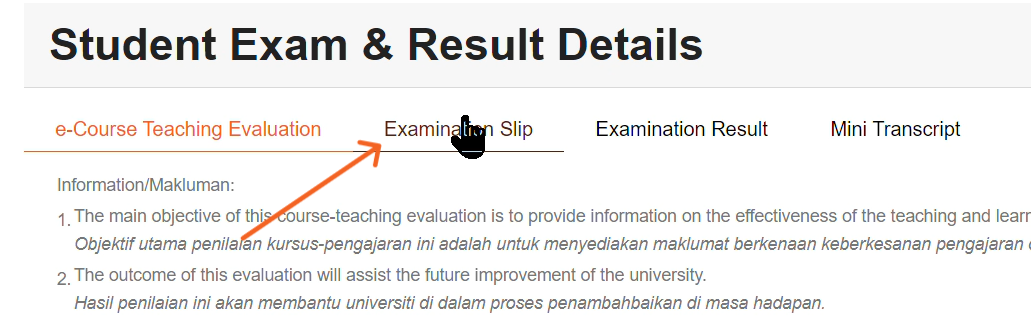 Student Exam & Result Details
e-Course Teaching Evaluation Examination Slip Examination Result Mini Transcript
Information/Makluman:
1. The main objective of this course-teaching evaluation is to provide information on the effectiveness of the teaching and
Objektif utama penilaian kursus-pengajaran ini adalah untuk menyediakan maklumat berkenaan keberkesanan pengajaran
2. The outcome of this evaluation will assist the future improvement of the university.
Hasil penilaian ini akan membantu universiti di dalam proses penambahbaikan di masa hadapan.